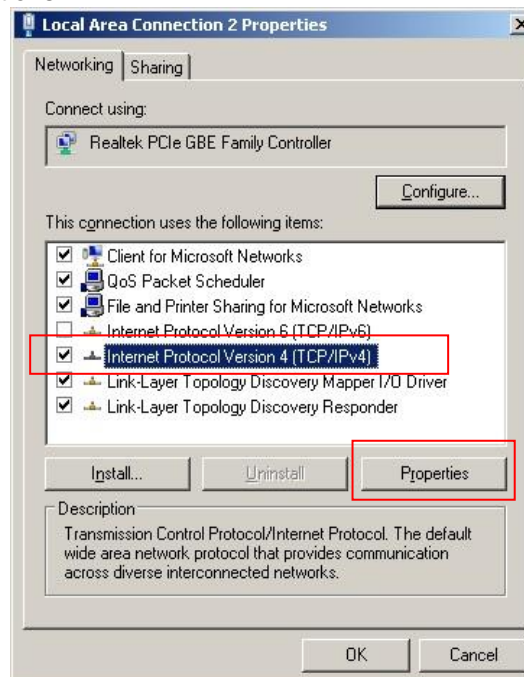 Local Area Connection 2 Properties
Networking
Sharing
Connect using:
Realtek PCIe GBE Family Controller
Configure...
This connection uses the following items:
Client for Microsoft Networks
QoS Packet Scheduler
File and Printer Sharing for Microsoft Networks
Internet Protocol Version 6 (TCP/IPv6)
Internet Protocol Version 4 (TCP/IPv4)
Link-Layer Topology Discovery Mapper I/O Driver
Link-Layer Topology Discovery Responder
Install...
Uninstall
Properties
Description
Transmission Control Protocol/Internet Protocol. The default
wide area network protocol that provides communication
across diverse interconnected networks.
OK
Cancel